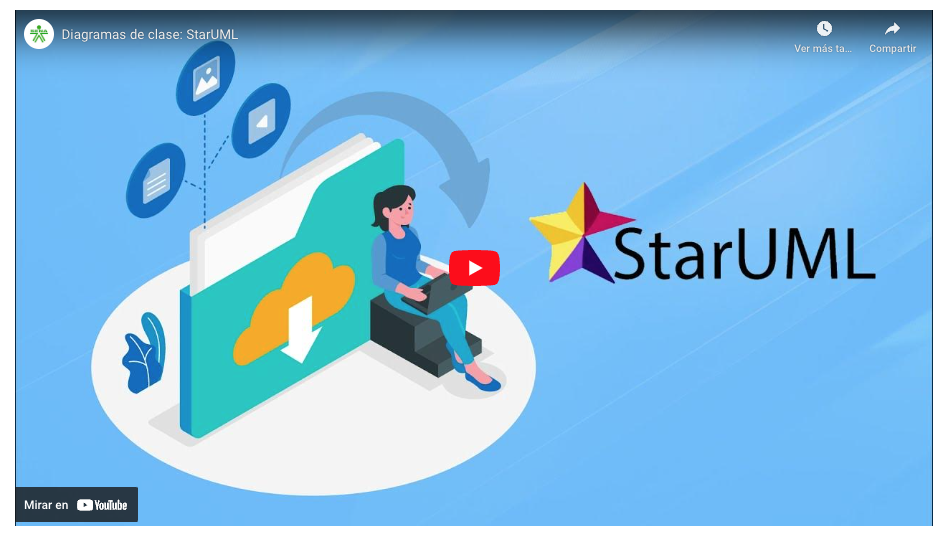 Diagramas de clase: StarUML
Ver más ta...
Compartir
StarUML
Mirar en YouTube